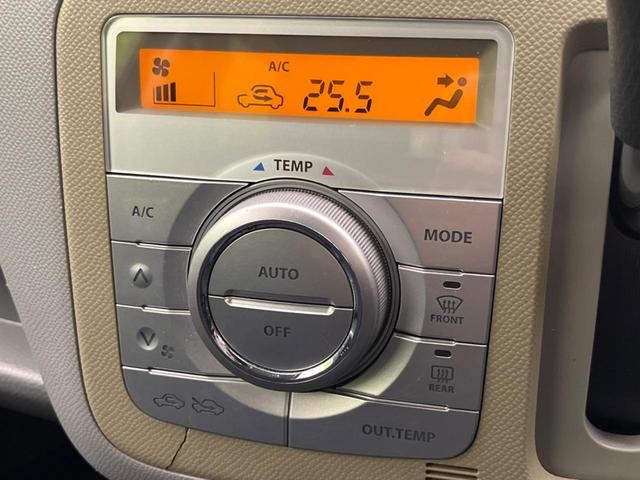 A/C
25.5
TEMP
A/C
MODE
AUTO
OFF
FRONT
REAR
OUT.TEMP